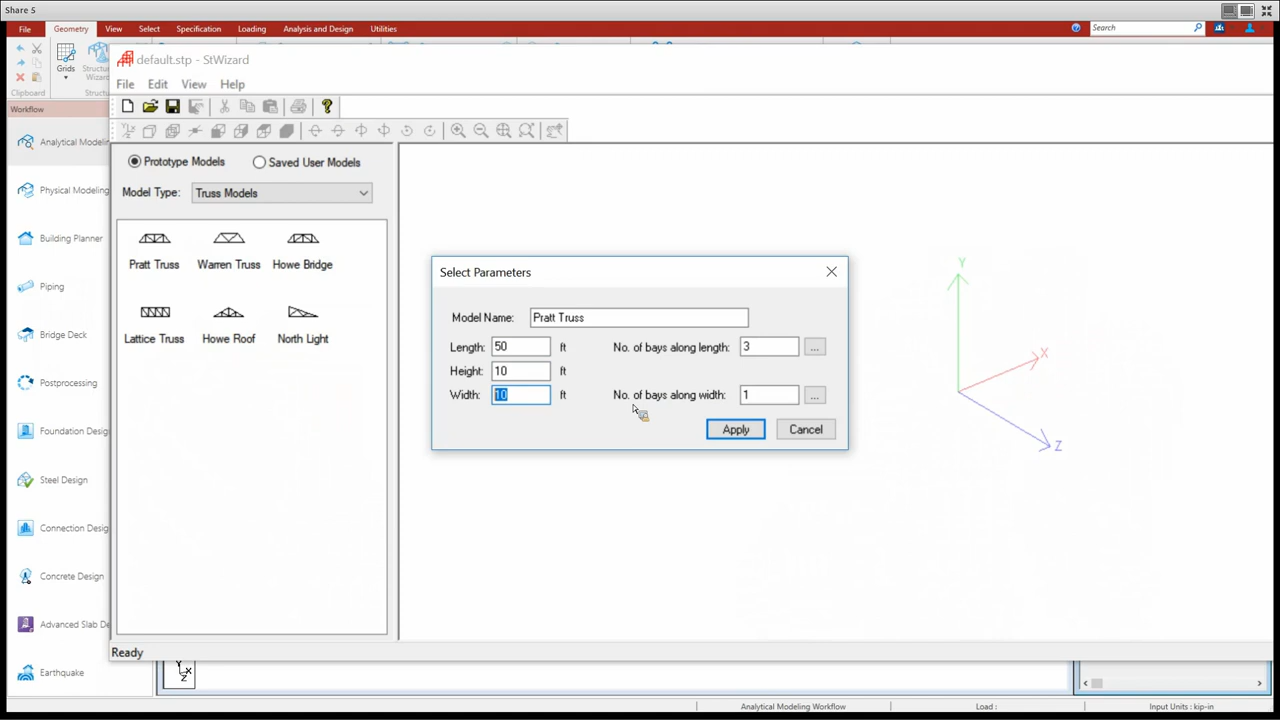 Share 5
File Geometry View Select Specification Loading Analysis and Design Utilities Search
Grids
Clipboard
default.stp - StWizard
File Edit View Help
Workflow
Analytical Modelin
Physical Modeling
Building Planner
Piping
Bridge Deck
Postprocessing
Foundation Desig
Steel Design
Connection Desig
Concrete Design
Advanced Slab De
Earthquake
Prototype Models Saved User Models
Model Type: Truss Models
Pratt Truss Warren Truss Howe Bridge
Lattice Truss Howe Roof North Light
Select Parameters
Model Name: Pratt Truss
Length: 50 ft No. of bays along length: 3 ...
Height: 10 ft
Width: 10 ft No. of bays along width: 1 ...
Apply Cancel
Y
X
Z
Ready
Y
X
Z
Analytical Modeling Workflow Load : Input Units : kip-in